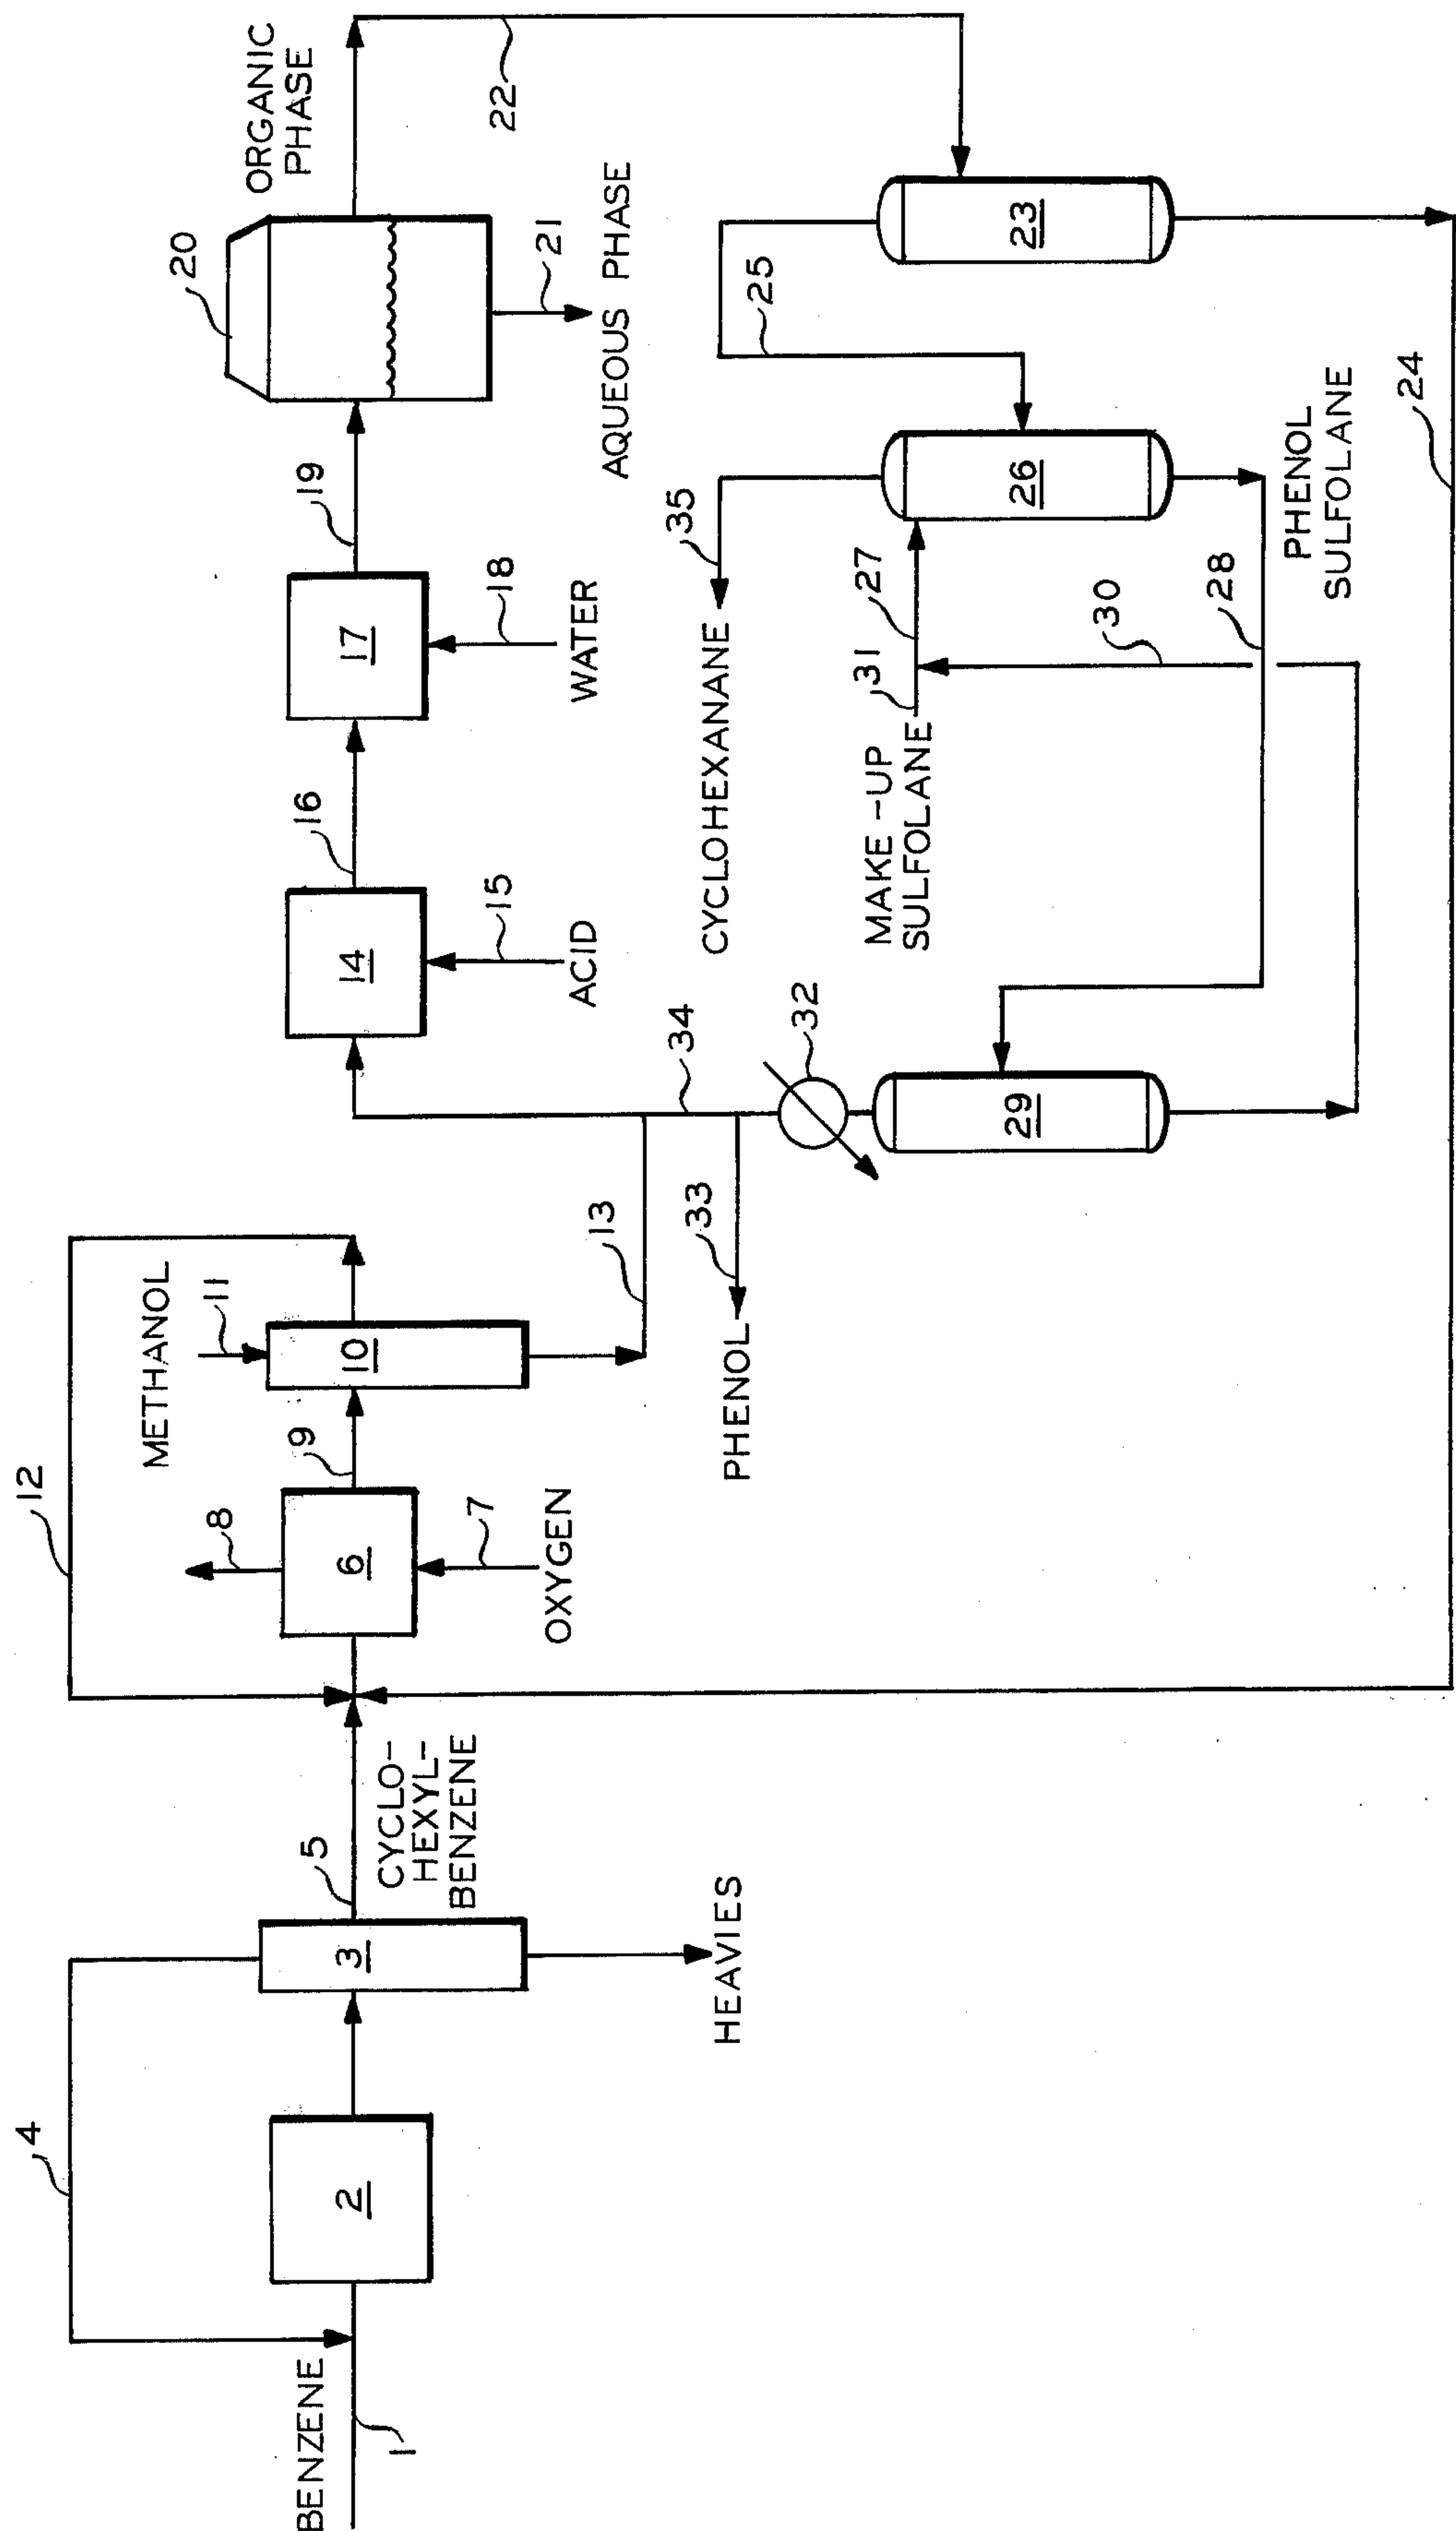 BENZENE
1
2
3
4
HEAVIES
5
CYCLO-
HEXYL-
BENZENE
6
OXYGEN
7
8
9
10
METHANOL
11
12
13
PHENOL
33
34
32
14
ACID
15
16
17
WATER
18
19
20
ORGANIC
PHASE
21
AQUEOUS PHASE
22
CYCLOHEXANANE
35
MAKE-UP
SULFOLANE
31
27
30
25
26
23
28
PHENOL
SULFOLANE
29
24